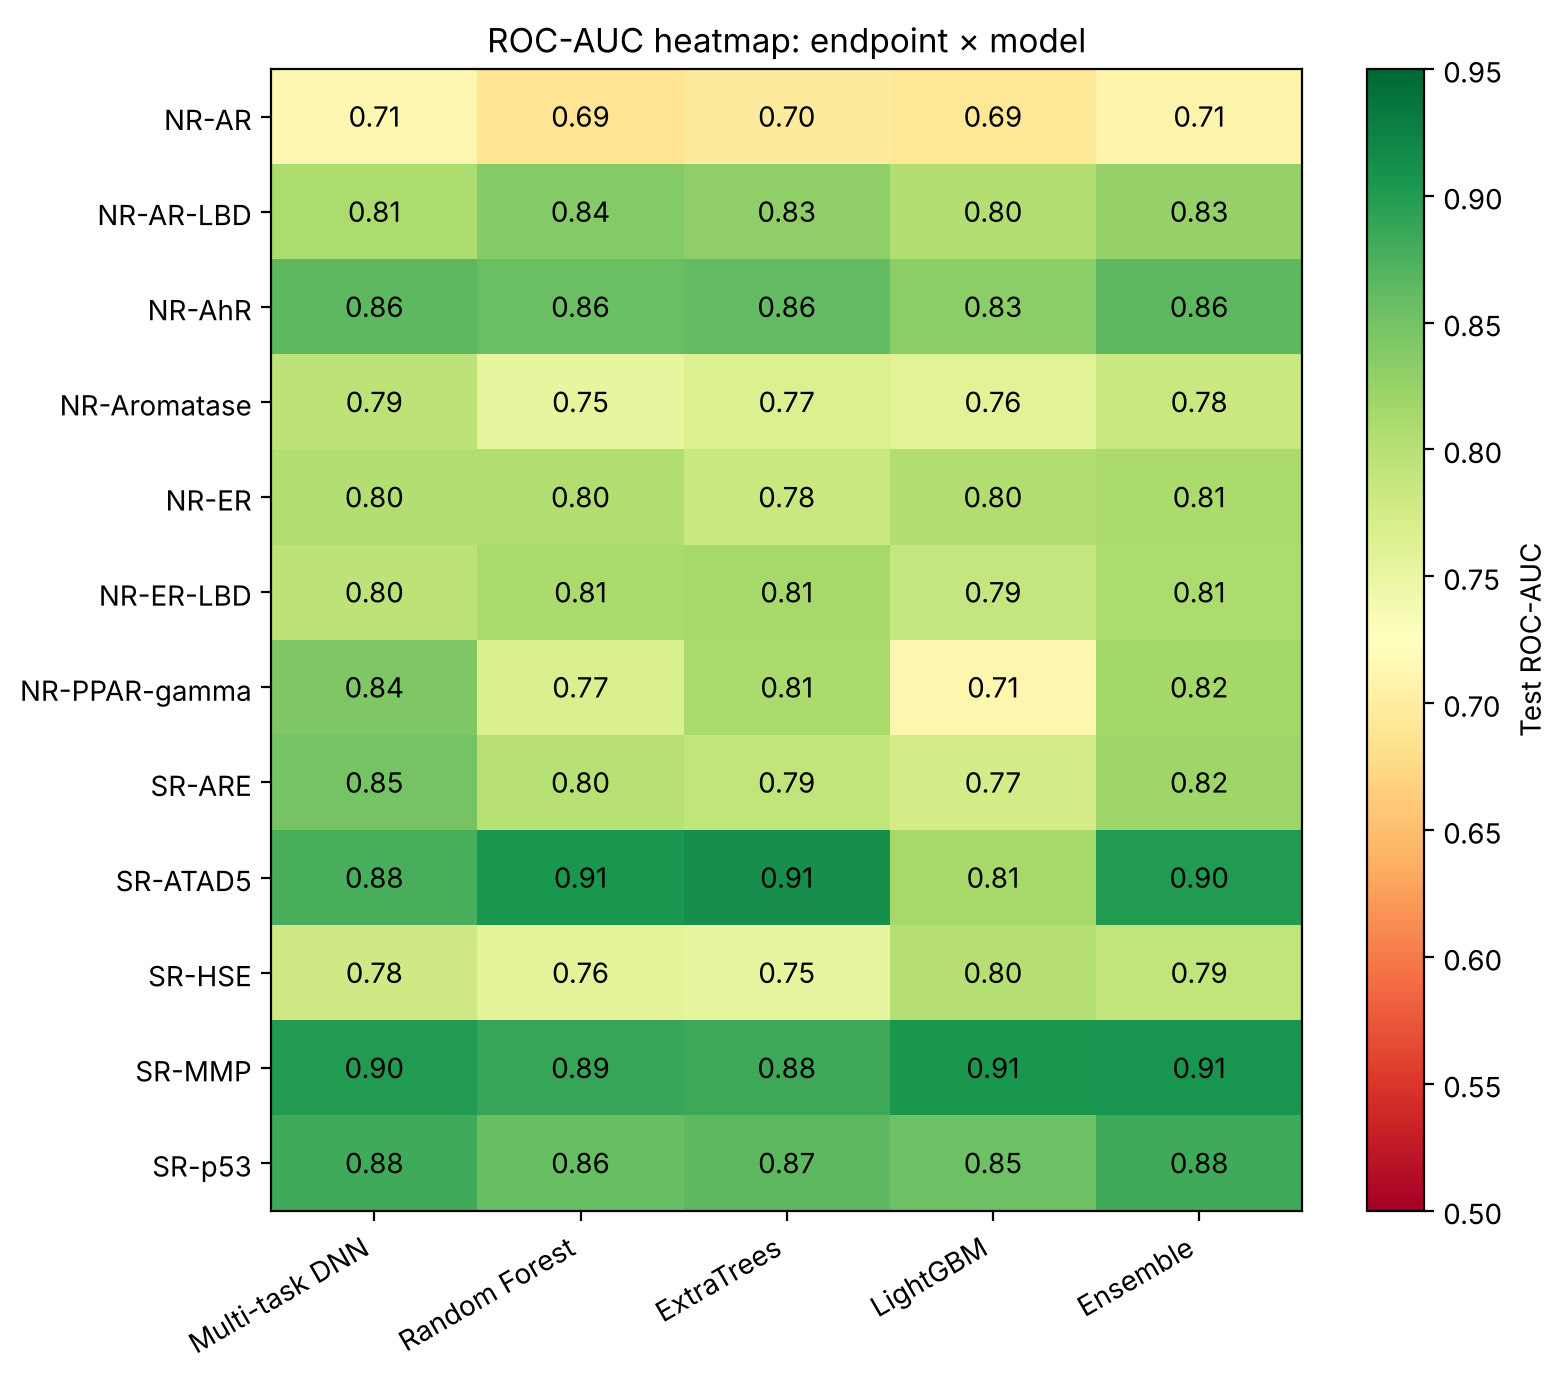 ROC-AUC heatmap: endpoint × model
NR-AR 0.71 0.69 0.70 0.69 0.71
NR-AR-LBD 0.81 0.84 0.83 0.80 0.83
NR-AhR 0.86 0.86 0.86 0.83 0.86
NR-Aromatase 0.79 0.75 0.77 0.76 0.78
NR-ER 0.80 0.80 0.78 0.80 0.81
NR-ER-LBD 0.80 0.81 0.81 0.79 0.81
NR-PPAR-gamma 0.84 0.77 0.81 0.71 0.82
SR-ARE 0.85 0.80 0.79 0.77 0.82
SR-ATAD5 0.88 0.91 0.91 0.81 0.90
SR-HSE 0.78 0.76 0.75 0.80 0.79
SR-MMP 0.90 0.89 0.88 0.91 0.91
SR-p53 0.88 0.86 0.87 0.85 0.88
Multi-task DNN
Random Forest
ExtraTrees
LightGBM
Ensemble
0.95
0.90
0.85
0.80
0.75
0.70
0.65
0.60
0.55
0.50
Test ROC-AUC